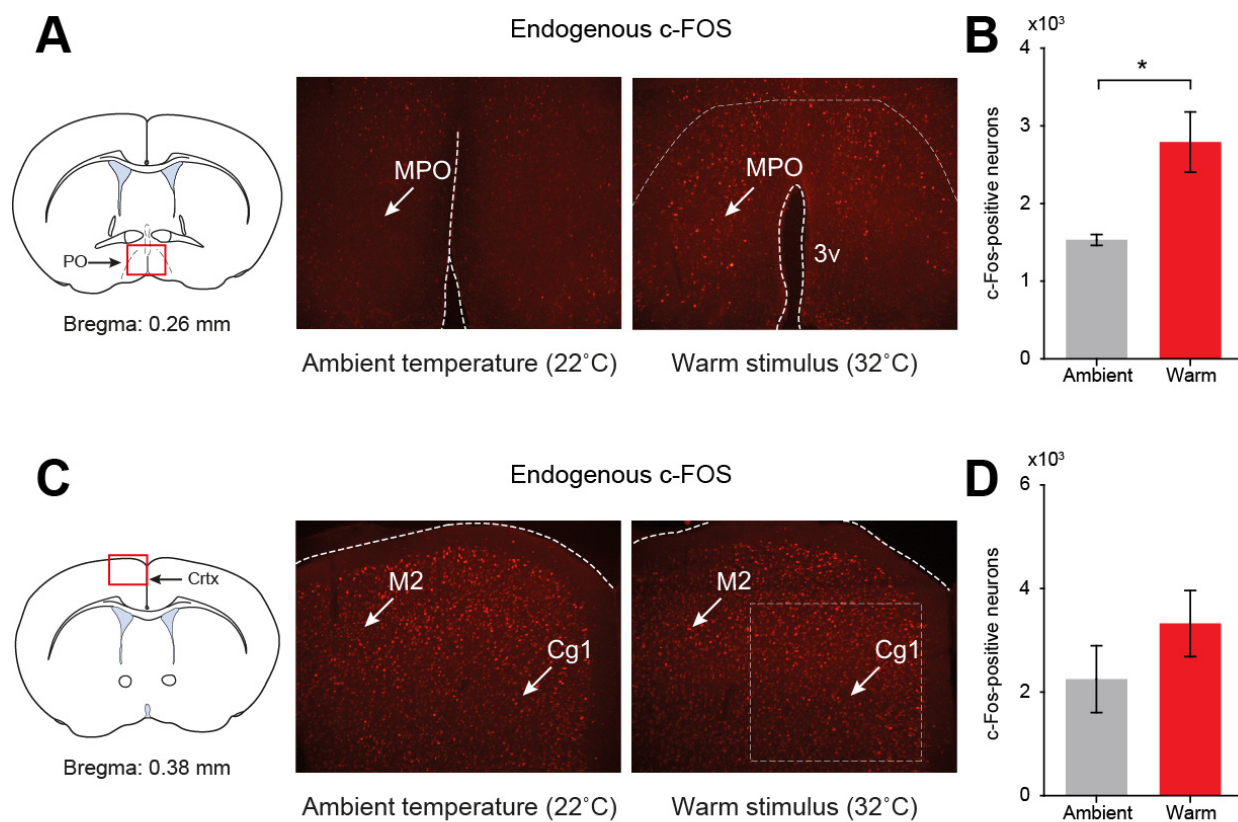 A
Endogenous c-FOS
PO
Bregma: 0.26 mm
MPO
MPO
3v
Ambient temperature (22˚C)
Warm stimulus (32˚C)
B
x10³
c-Fos-positive neurons
4
3
2
1
0
*
Ambient
Warm
C
Endogenous c-FOS
Crtx
Bregma: 0.38 mm
M2
Cg1
M2
Cg1
Ambient temperature (22˚C)
Warm stimulus (32˚C)
D
x10³
c-Fos-positive neurons
6
4
2
0
Ambient
Warm